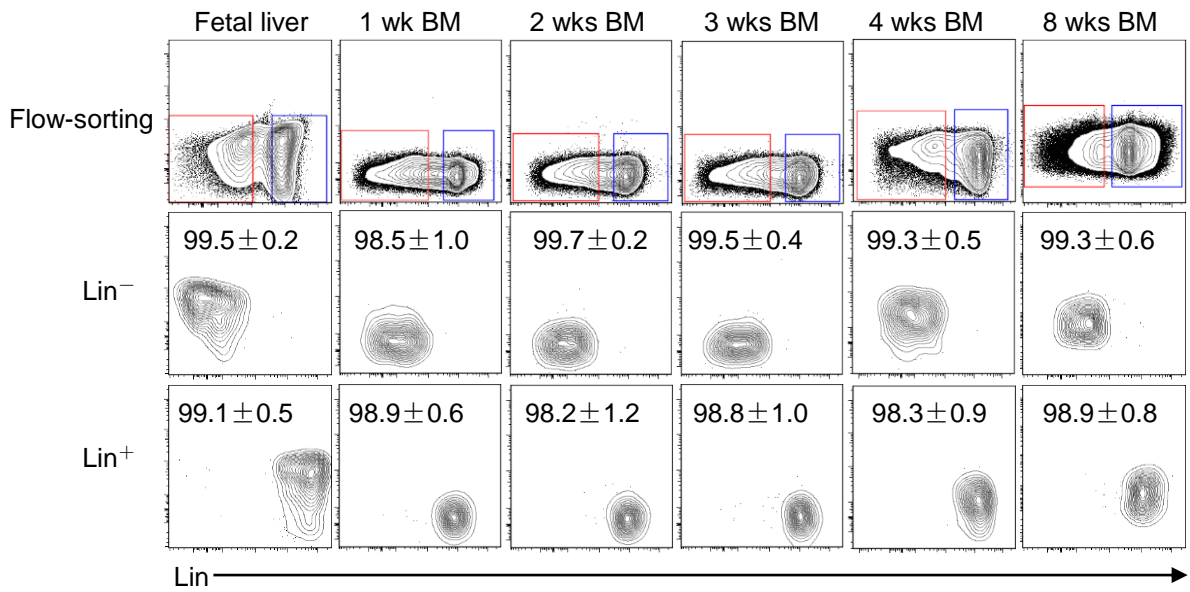 Fetal liver 1 wk BM 2 wks BM 3 wks BM 4 wks BM 8 wks BM
Flow-sorting
99.5±0.2 98.5±1.0 99.7±0.2 99.5±0.4 99.3±0.5 99.3±0.6
Lin⁻
99.1±0.5 98.9±0.6 98.2±1.2 98.8±1.0 98.3±0.9 98.9±0.8
Lin⁺
Lin